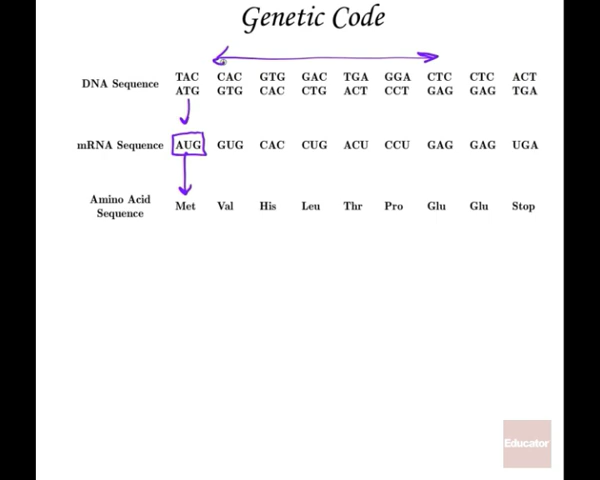 Genetic Code
DNA Sequence TAC CAC GTG GAC TGA GGA CTC CTC ACT
ATG GTG CAC CTG ACT CCT GAG GAG TGA
mRNA Sequence AUG GUG CAC CUG ACU CCU GAG GAG UGA
Amino Acid Sequence Met Val His Leu Thr Pro Glu Glu Stop
Educator